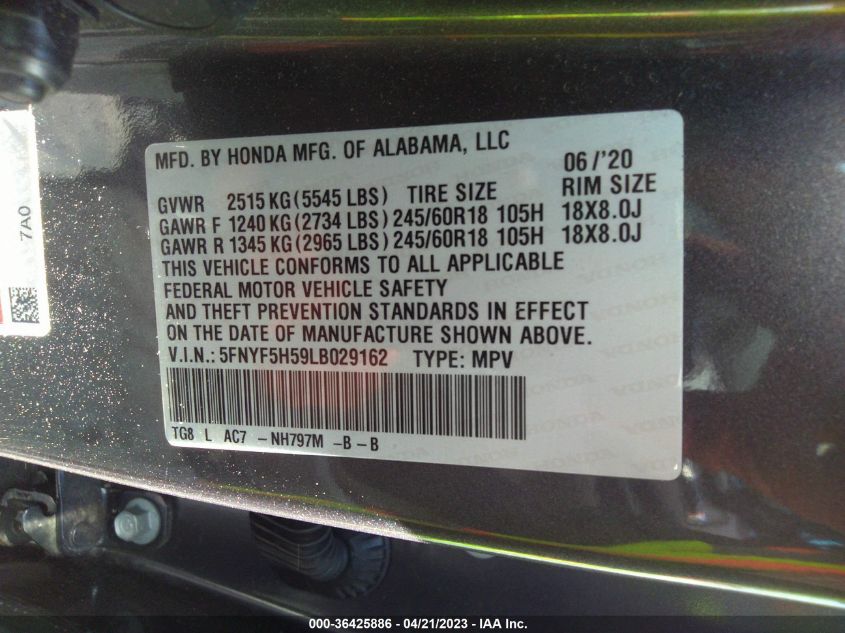 MFD. BY HONDA MFG. OF ALABAMA, LLC 06/'20
GVWR 2515 KG (5545 LBS) TIRE SIZE RIM SIZE
GAWR F 1240 KG (2734 LBS) 245/60R18 105H 18X8.0J
GAWR R 1345 KG (2965 LBS) 245/60R18 105H 18X8.0J
THIS VEHICLE CONFORMS TO ALL APPLICABLE
FEDERAL MOTOR VEHICLE SAFETY
AND THEFT PREVENTION STANDARDS IN EFFECT
ON THE DATE OF MANUFACTURE SHOWN ABOVE.
V.I.N.: 5FNYF5H59LB029162 TYPE: MPV
TG8 L AC7 -NH797M -B-B
7A0
000-36425886 - 04/21/2023 - IAA Inc.